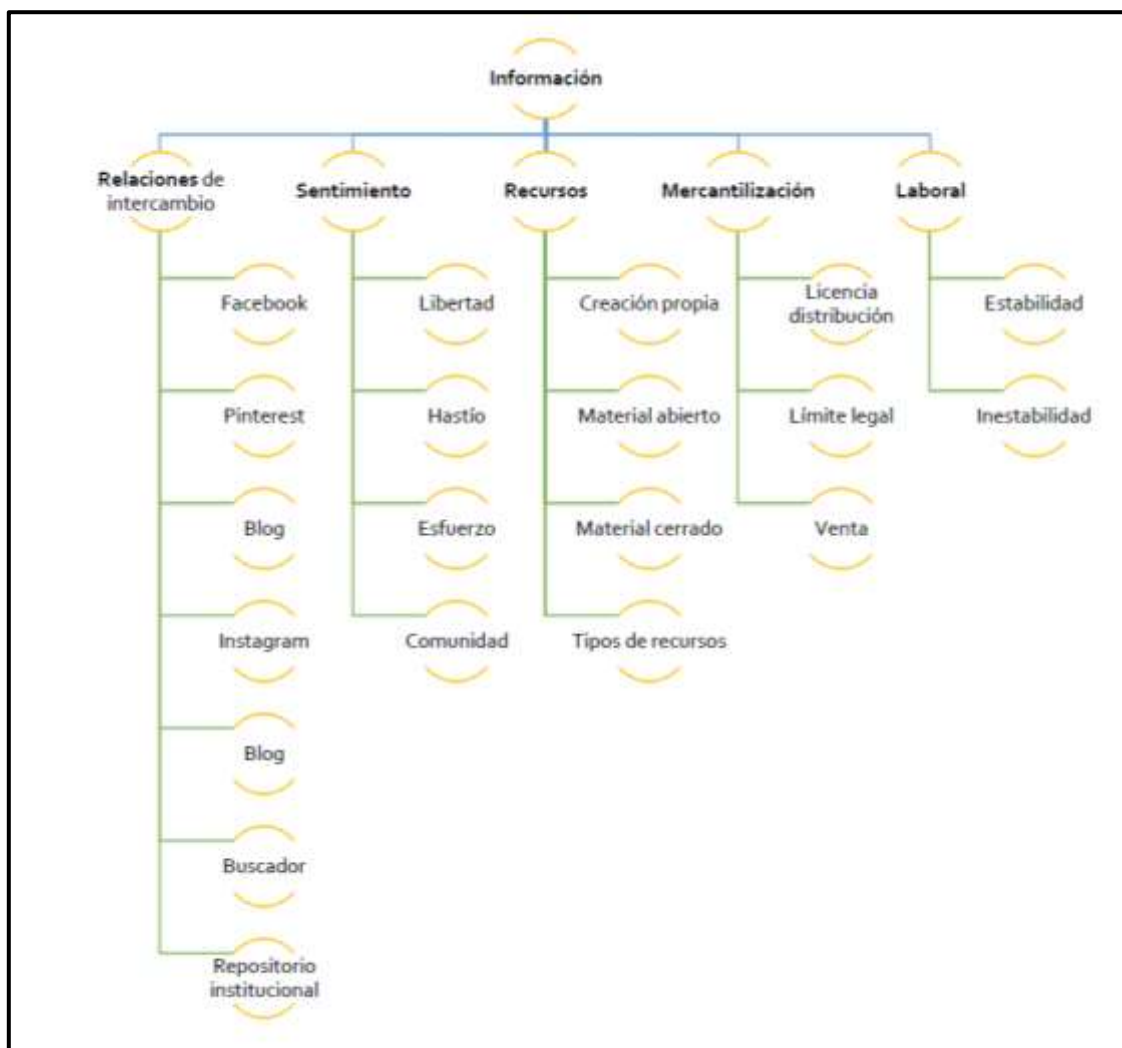 Información
Relaciones de
intercambio
Sentimiento
Recursos
Mercantilización
Laboral
Facebook
Pinterest
Blog
Instagram
Blog
Buscador
Repositorio
institucional
Libertad
Hastío
Esfuerzo
Comunidad
Creación propia
Material abierto
Material cerrado
Tipos de recursos
Licencia
distribución
Límite legal
Venta
Estabilidad
Inestabilidad